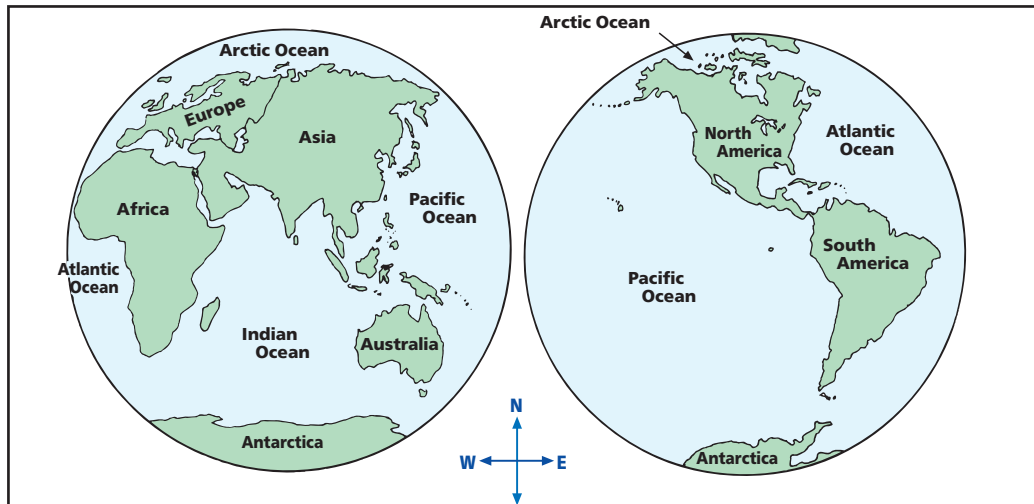 Arctic Ocean
Europe
Asia
Africa
Pacific
Ocean
Atlantic
Ocean
Indian
Ocean
Australia
Antarctica
Arctic Ocean
North
America
Atlantic
Ocean
South
America
Pacific
Ocean
Antarctica
N
W
E